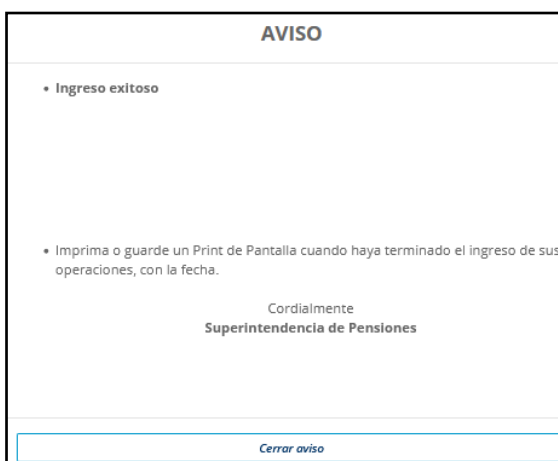 AVISO
• Ingreso exitoso
• Imprima o guarde un Print de Pantalla cuando haya terminado el ingreso de sus
operaciones, con la fecha.
Cordialmente
Superintendencia de Pensiones
Cerrar aviso